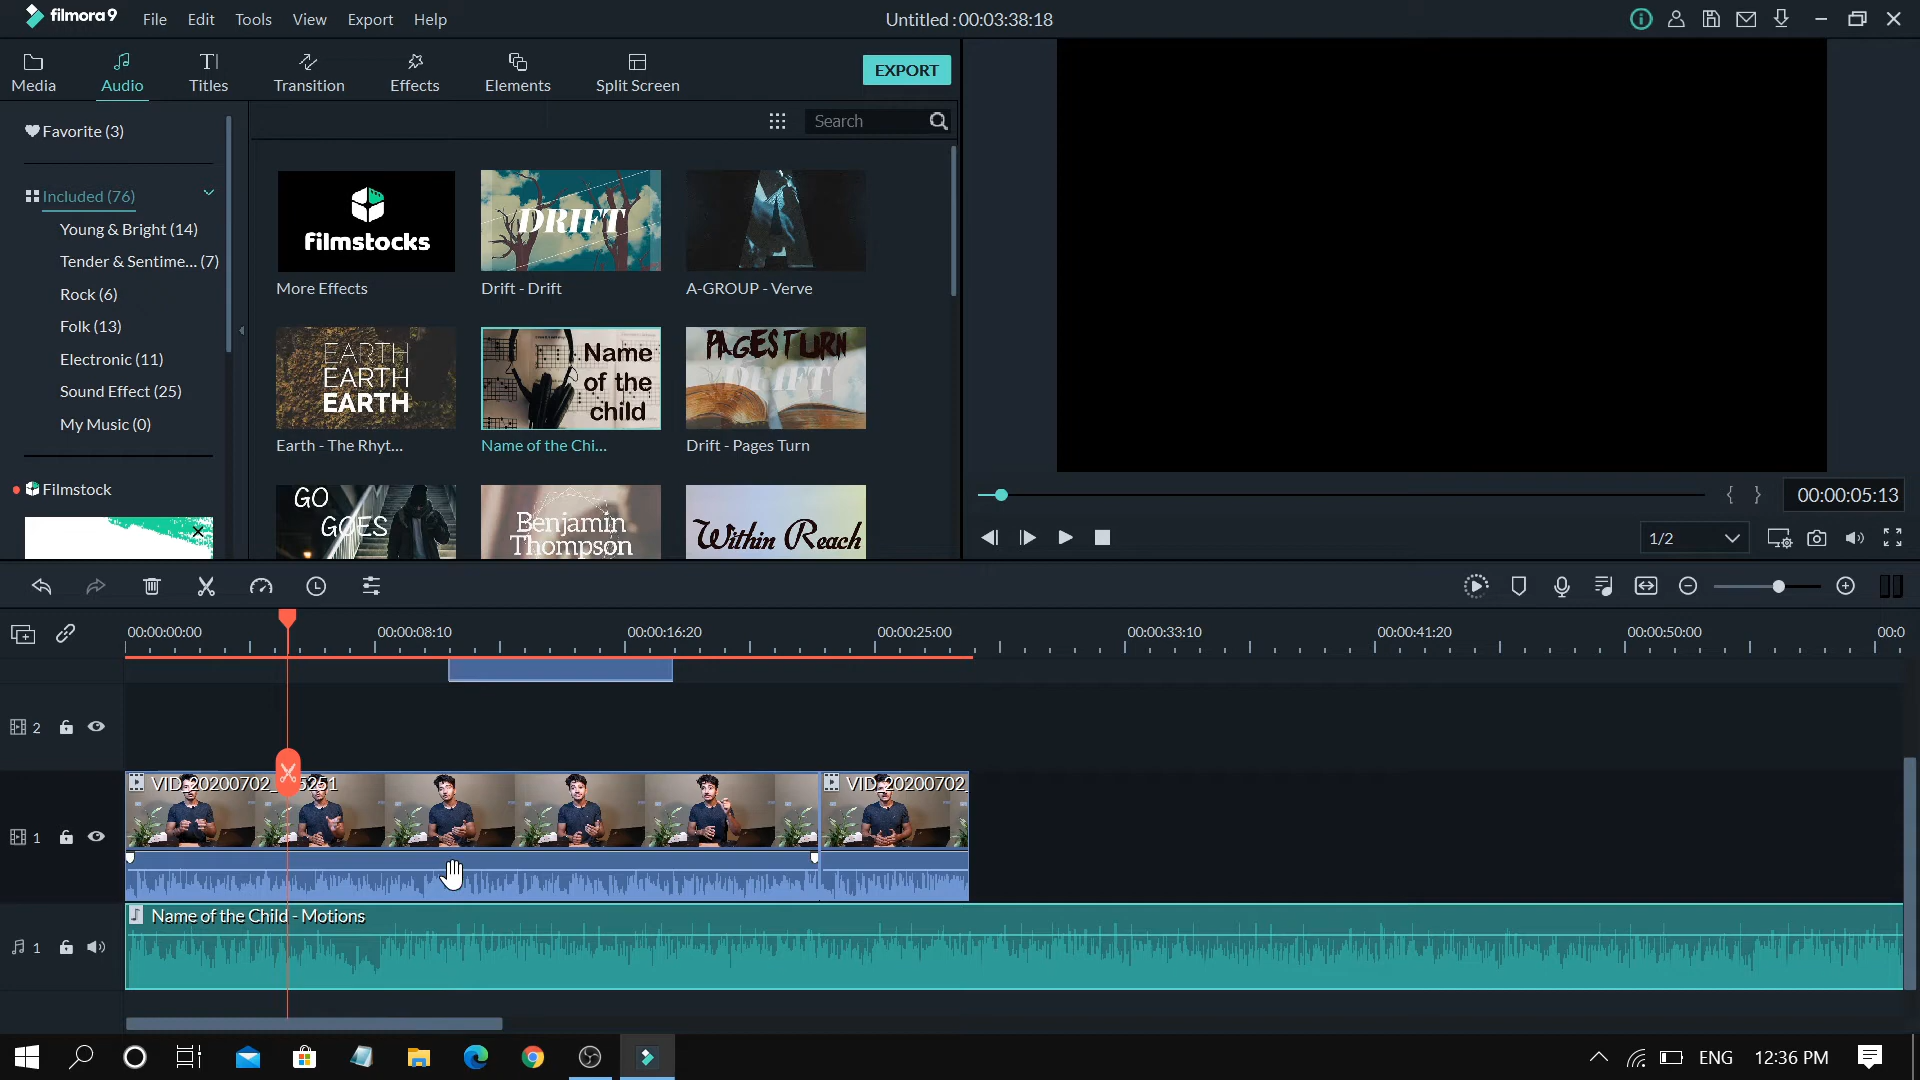 filmora9
File Edit Tools View Export Help
Untitled : 00:03:38:18
Media
Audio
Titles
Transition
Effects
Elements
Split Screen
EXPORT
Favorite (3)
Search
Included (76)
Young & Bright (14)
Tender & Sentime... (7)
Rock (6)
Folk (13)
Electronic (11)
Sound Effect (25)
My Music (0)
Filmstock
filmstocks
More Effects
DRIFT
Drift - Drift
A
A-GROUP - Verve
EARTH
EARTH
EARTH
Earth - The Rhyt...
Name
of the
child
Name of the Chi...
PAGES TURN
DRIFT
Drift - Pages Turn
GO
GOES
Benjamin
Thompson
Within Reach
00:00:05:13
1/2
00:00:00:00
00:00:08:10
00:00:16:20
00:00:25:00
00:00:33:10
00:00:41:20
00:00:50:00
00:0
2
1
VID_20200702_
5251
VID_20200702_
1
Name of the Child - Motions
ENG
12:36 PM